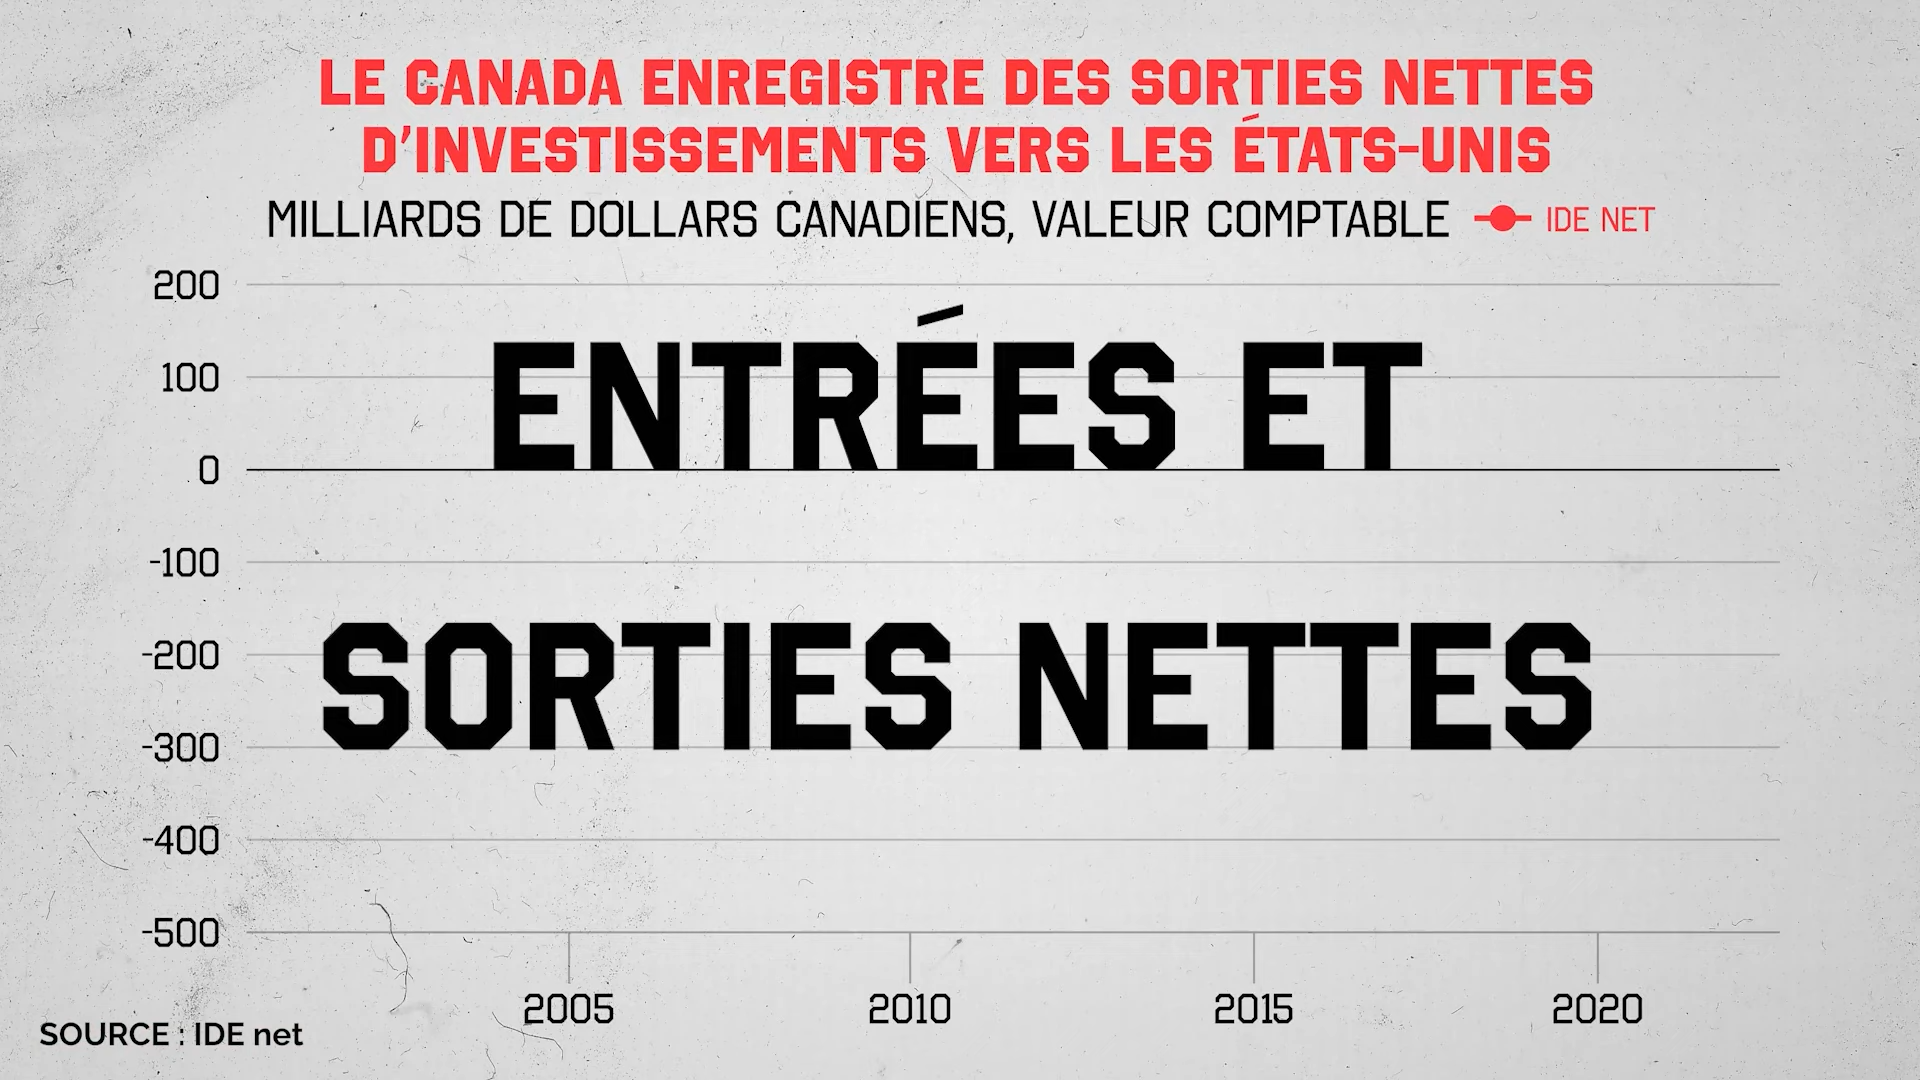 LE CANADA ENREGISTRE DES SORTIES NETTES
D'INVESTISSEMENTS VERS LES ÉTATS-UNIS
MILLIARDS DE DOLLARS CANADIENS, VALEUR COMPTABLE IDE NET
200
ENTRÉES ET
100
0
-100
SORTIES NETTES
-200
-300
-400
-500
2005 2010 2015 2020
SOURCE : IDE net